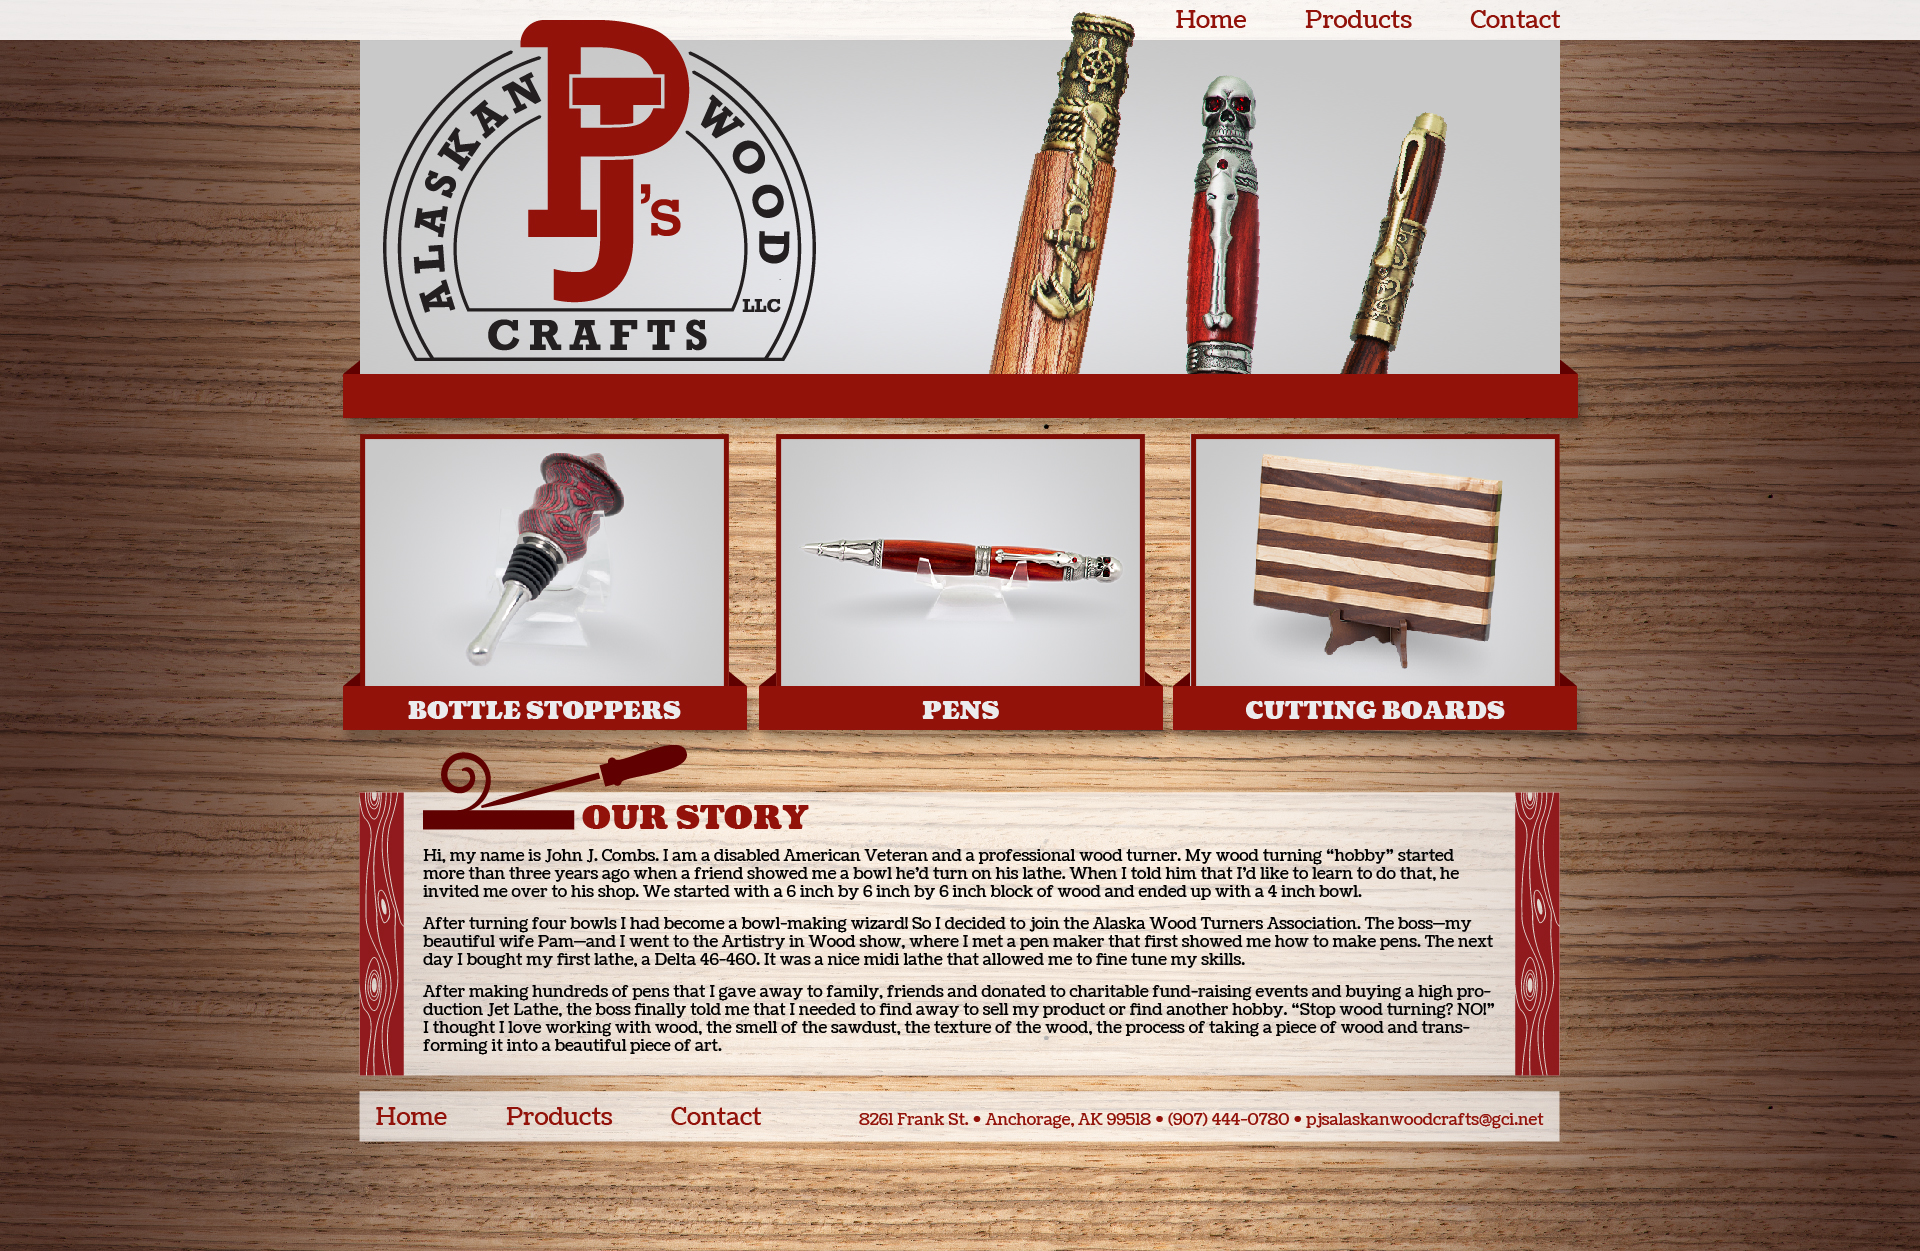 Home Products Contact
ALASKAN WOOD
PJ's
LLC
CRAFTS
BOTTLE STOPPERS
PENS
CUTTING BOARDS
OUR STORY
Hi, my name is John J. Combs. I am a disabled American Veteran and a professional wood turner. My wood turning “hobby” started
more than three years ago when a friend showed me a bowl he’d turn on his lathe. When I told him that I’d like to learn to do that, he
invited me over to his shop. We started with a 6 inch by 6 inch by 6 inch block of wood and ended up with a 4 inch bowl.
After turning four bowls I had become a bowl-making wizard! So I decided to join the Alaska Wood Turners Association. The boss—my
beautiful wife Pam—and I went to the Artistry in Wood show, where I met a pen maker that first showed me how to make pens. The next
day I bought my first lathe, a Delta 46-460. It was a nice midi lathe that allowed me to fine tune my skills.
After making hundreds of pens that I gave away to family, friends and donated to charitable fund-raising events and buying a high pro-
duction Jet Lathe, the boss finally told me that I needed to find away to sell my product or find another hobby. “Stop wood turning? NO!”
I thought I love working with wood, the smell of the sawdust, the texture of the wood, the process of taking a piece of wood and trans-
forming it into a beautiful piece of art.
Home Products Contact
8261 Frank St. • Anchorage, AK 99518 • (907) 444-0780 • pjsalaskanwoodcrafts@gci.net